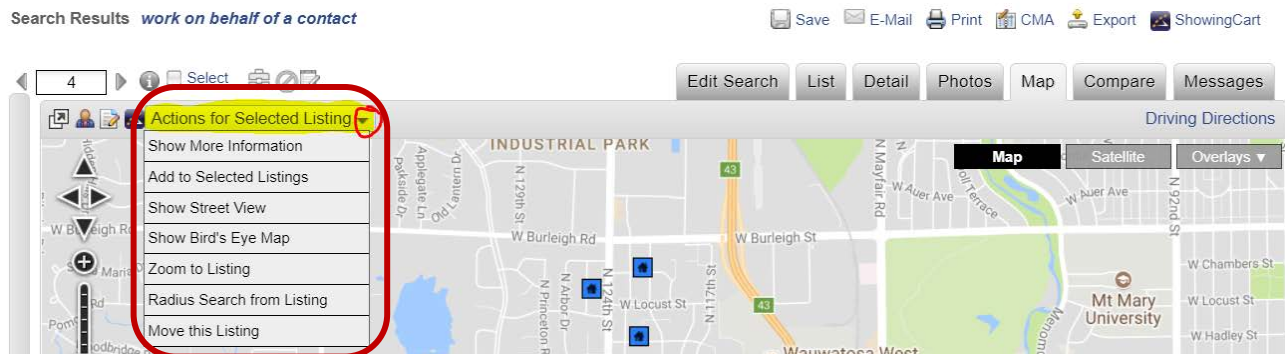 Search Results work on behalf of a contact
Save E-Mail Print CMA Export ShowingCart
4 Select
Edit Search List Detail Photos Map Compare Messages
Actions for Selected Listing
Driving Directions
Show More Information
Add to Selected Listings
Show Street View
Show Bird's Eye Map
Zoom to Listing
Radius Search from Listing
Move this Listing
Map Satellite Overlays ▼
INDUSTRIAL PARK
Parkside Dr
Applegate Ln
Old Lantern Dr
N 129th St
43
N Mayfair Rd
W Auer Ave
Terrace
W Auer Ave
N 92nd St
W Burleigh Rd
W Burleigh St
W Chambers St
N Princeton
N Arbor Dr
N 124th St
W Locust St
N 117th St
43
Mt Mary
University
W Locust St
W Hadley St
Wauwatosa West